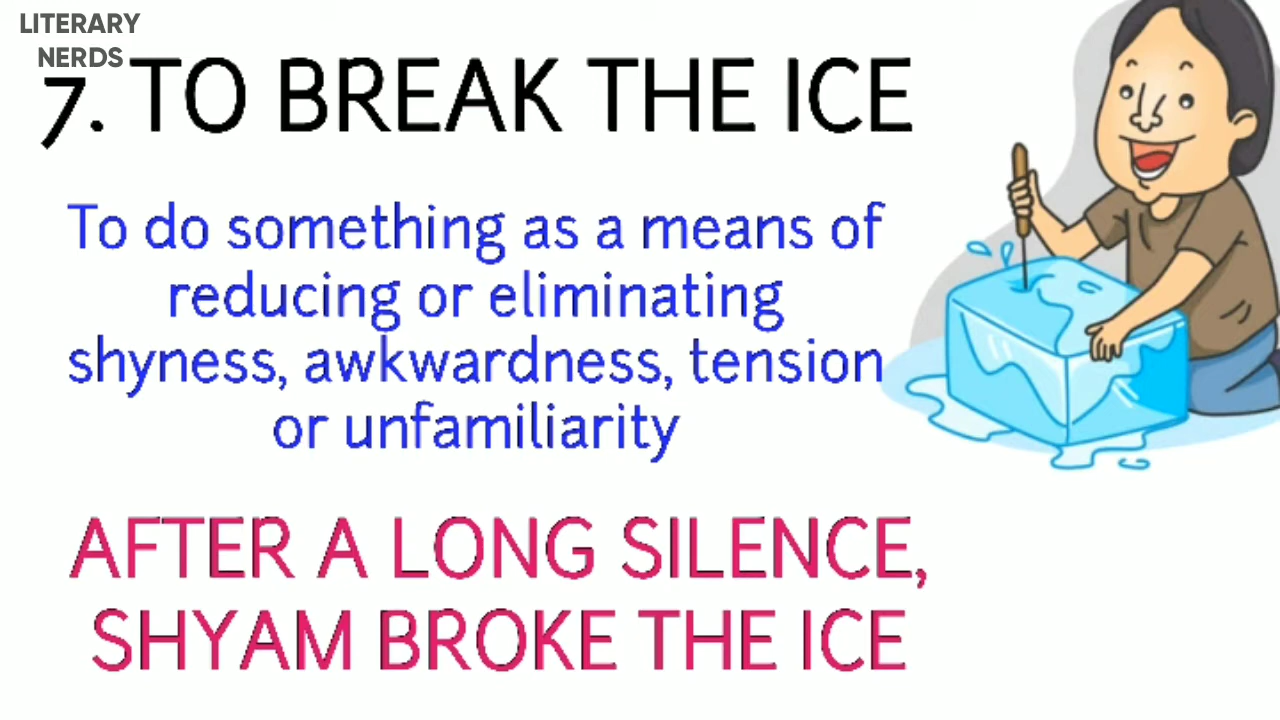 LITERARY
NERDS
7. TO BREAK THE ICE
To do something as a means of
reducing or eliminating
shyness, awkwardness, tension
or unfamiliarity
AFTER A LONG SILENCE,
SHYAM BROKE THE ICE